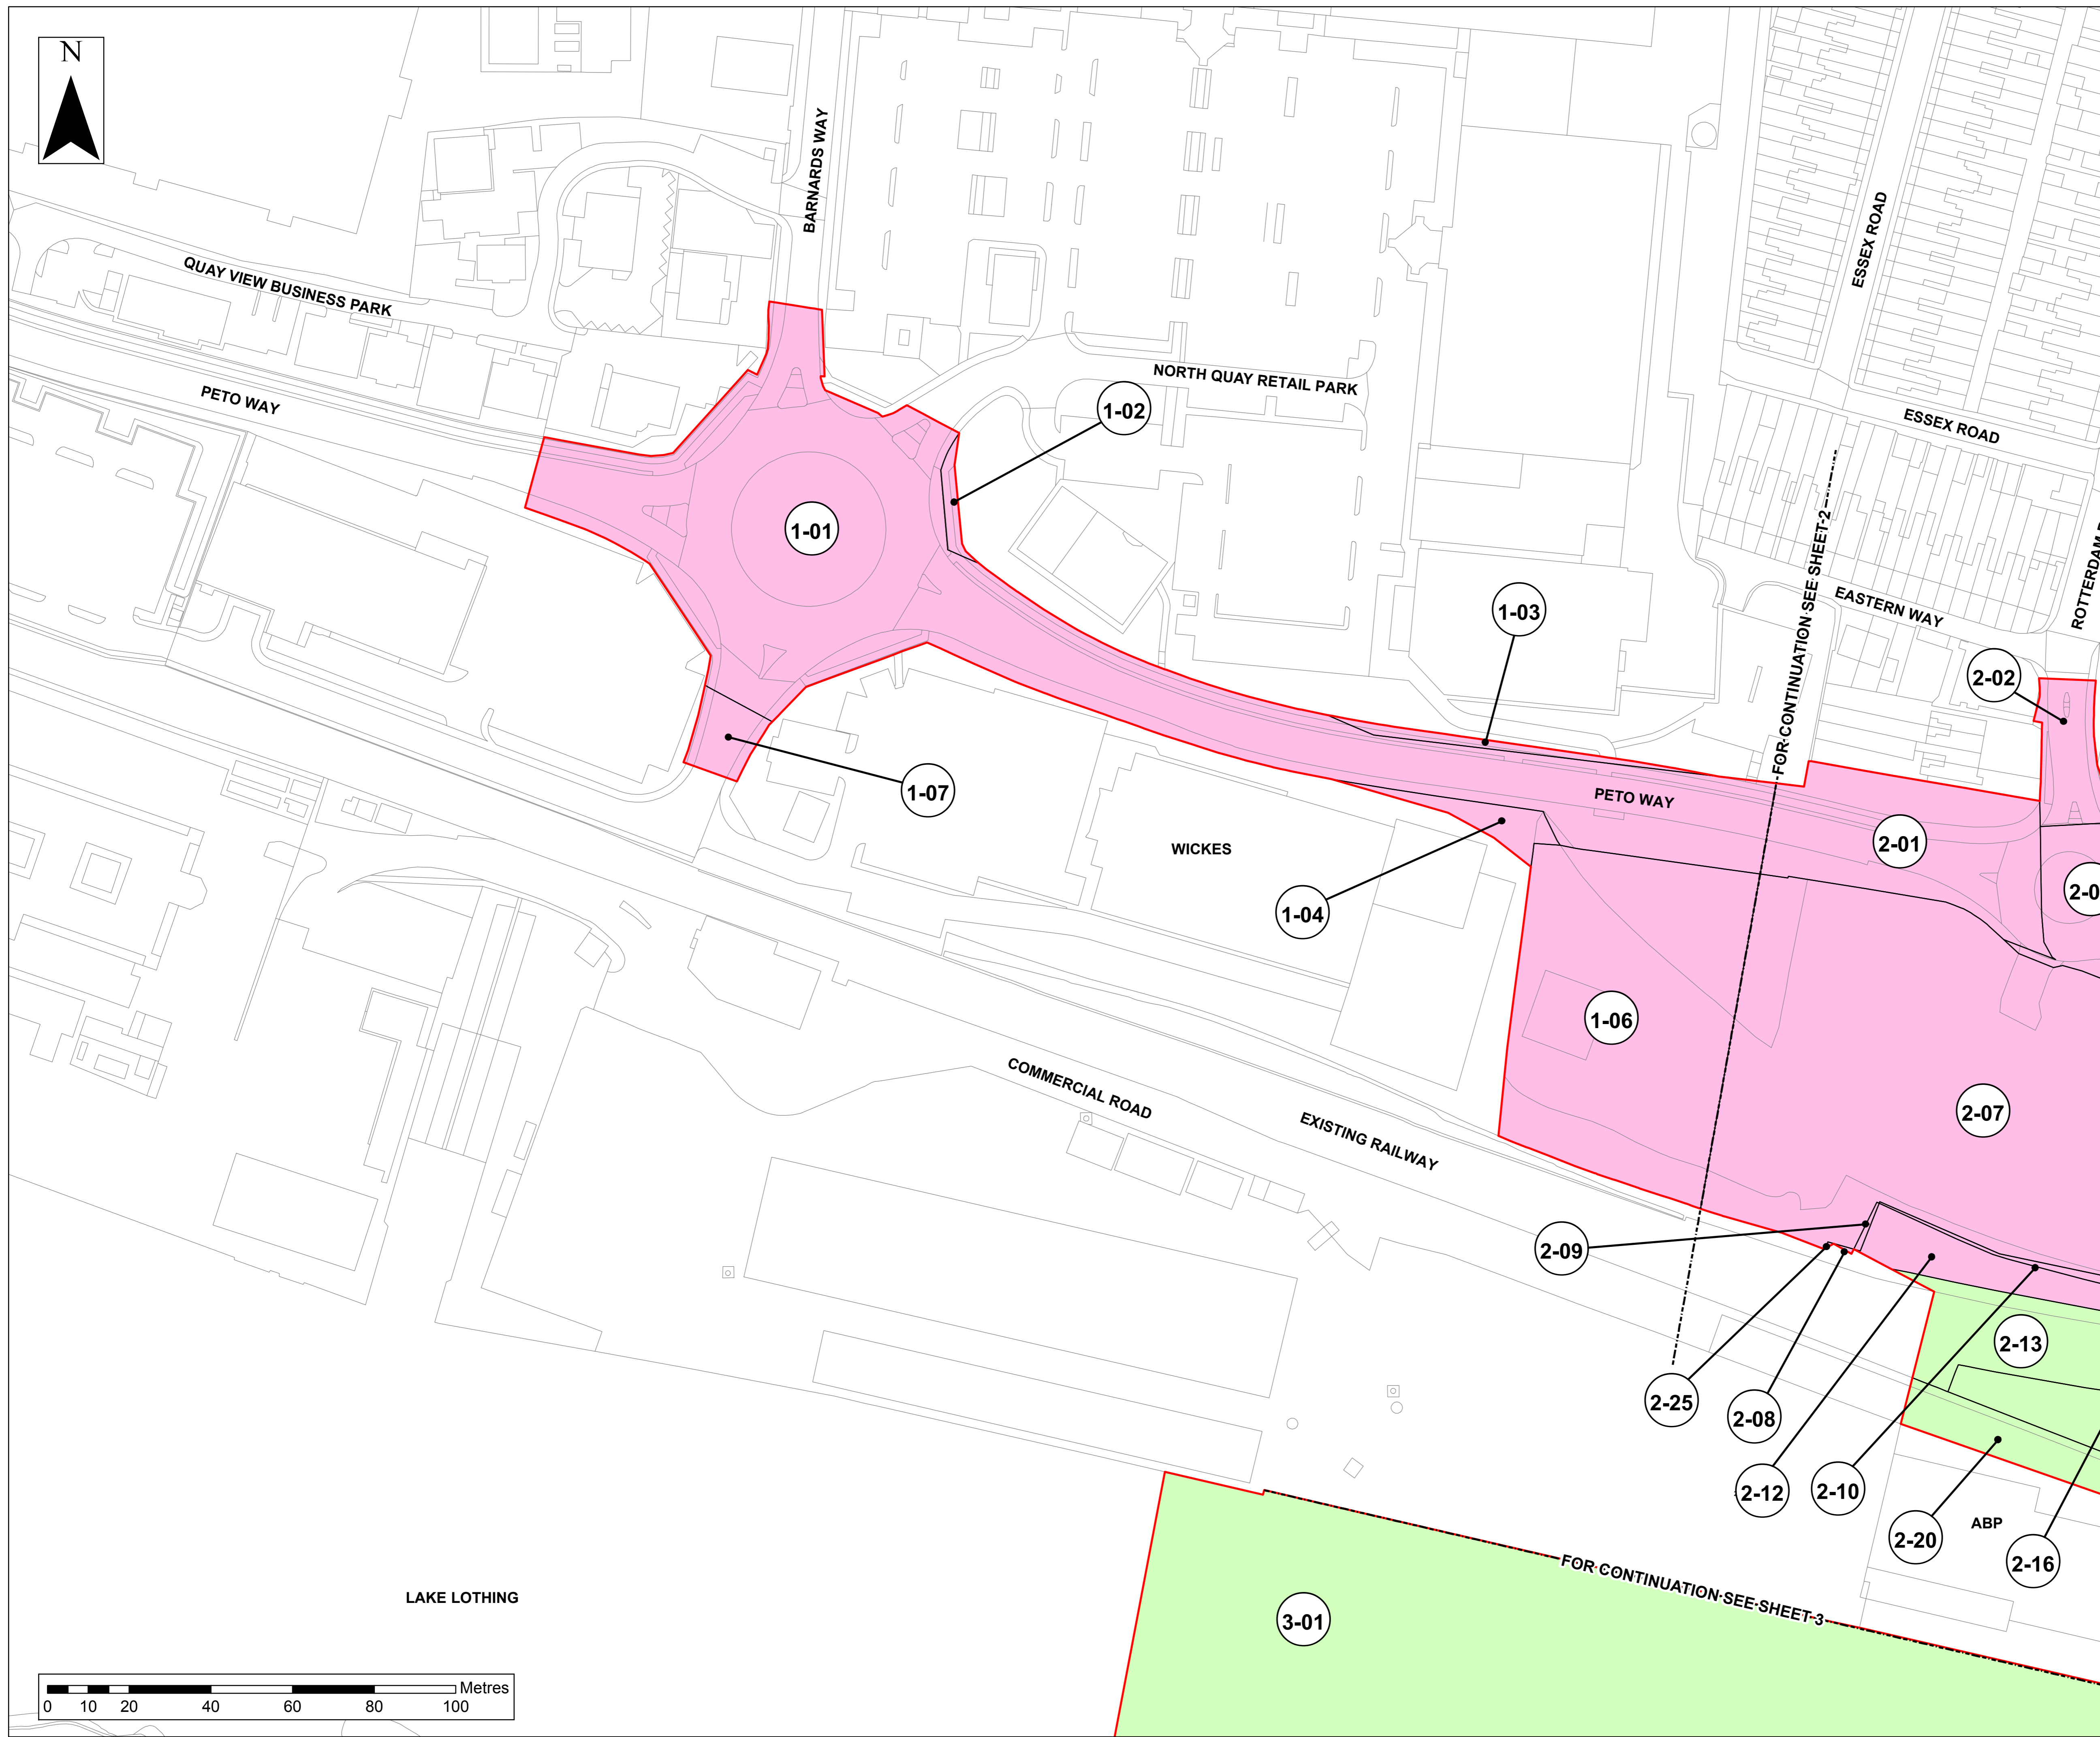 N
BARNARDS WAY
ESSEX ROAD
QUAY VIEW BUSINESS PARK
PETO WAY
NORTH QUAY RETAIL PARK
1-02
ESSEX ROAD
1-01
FOR CONTINUATION SEE SHEET 2
EASTERN WAY
1-03
2-02
1-07
PETO WAY
2-01
WICKES
1-04
1-06
COMMERCIAL ROAD
EXISTING RAILWAY
2-07
2-09
2-13
2-25
2-08
2-12
2-10
2-20
ABP
2-16
FOR CONTINUATION SEE SHEET 3
LAKE LOTHING
3-01
Metres
0 10 20 40 60 80 100